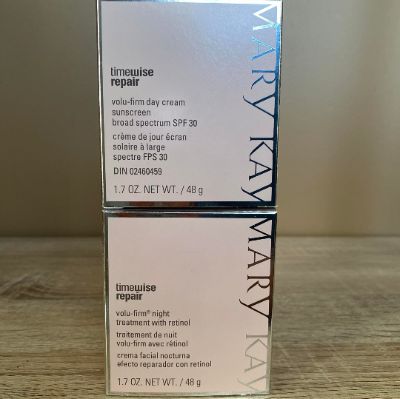 MARY KAY
timewise
repair
volu-firm day cream
sunscreen
broad spectrum SPF 30
crème de jour écran
solaire à large
spectre FPS 30
DIN 02460459
1.7 OZ. NET WT. / 48 g
MARY KAY
timewise
repair
volu-firm® night
treatment with retinol
traitement de nuit
volu-firm avec rétinol
crema facial nocturna
efecto reparador con retinol
1.7 OZ. NET WT. / 48 g